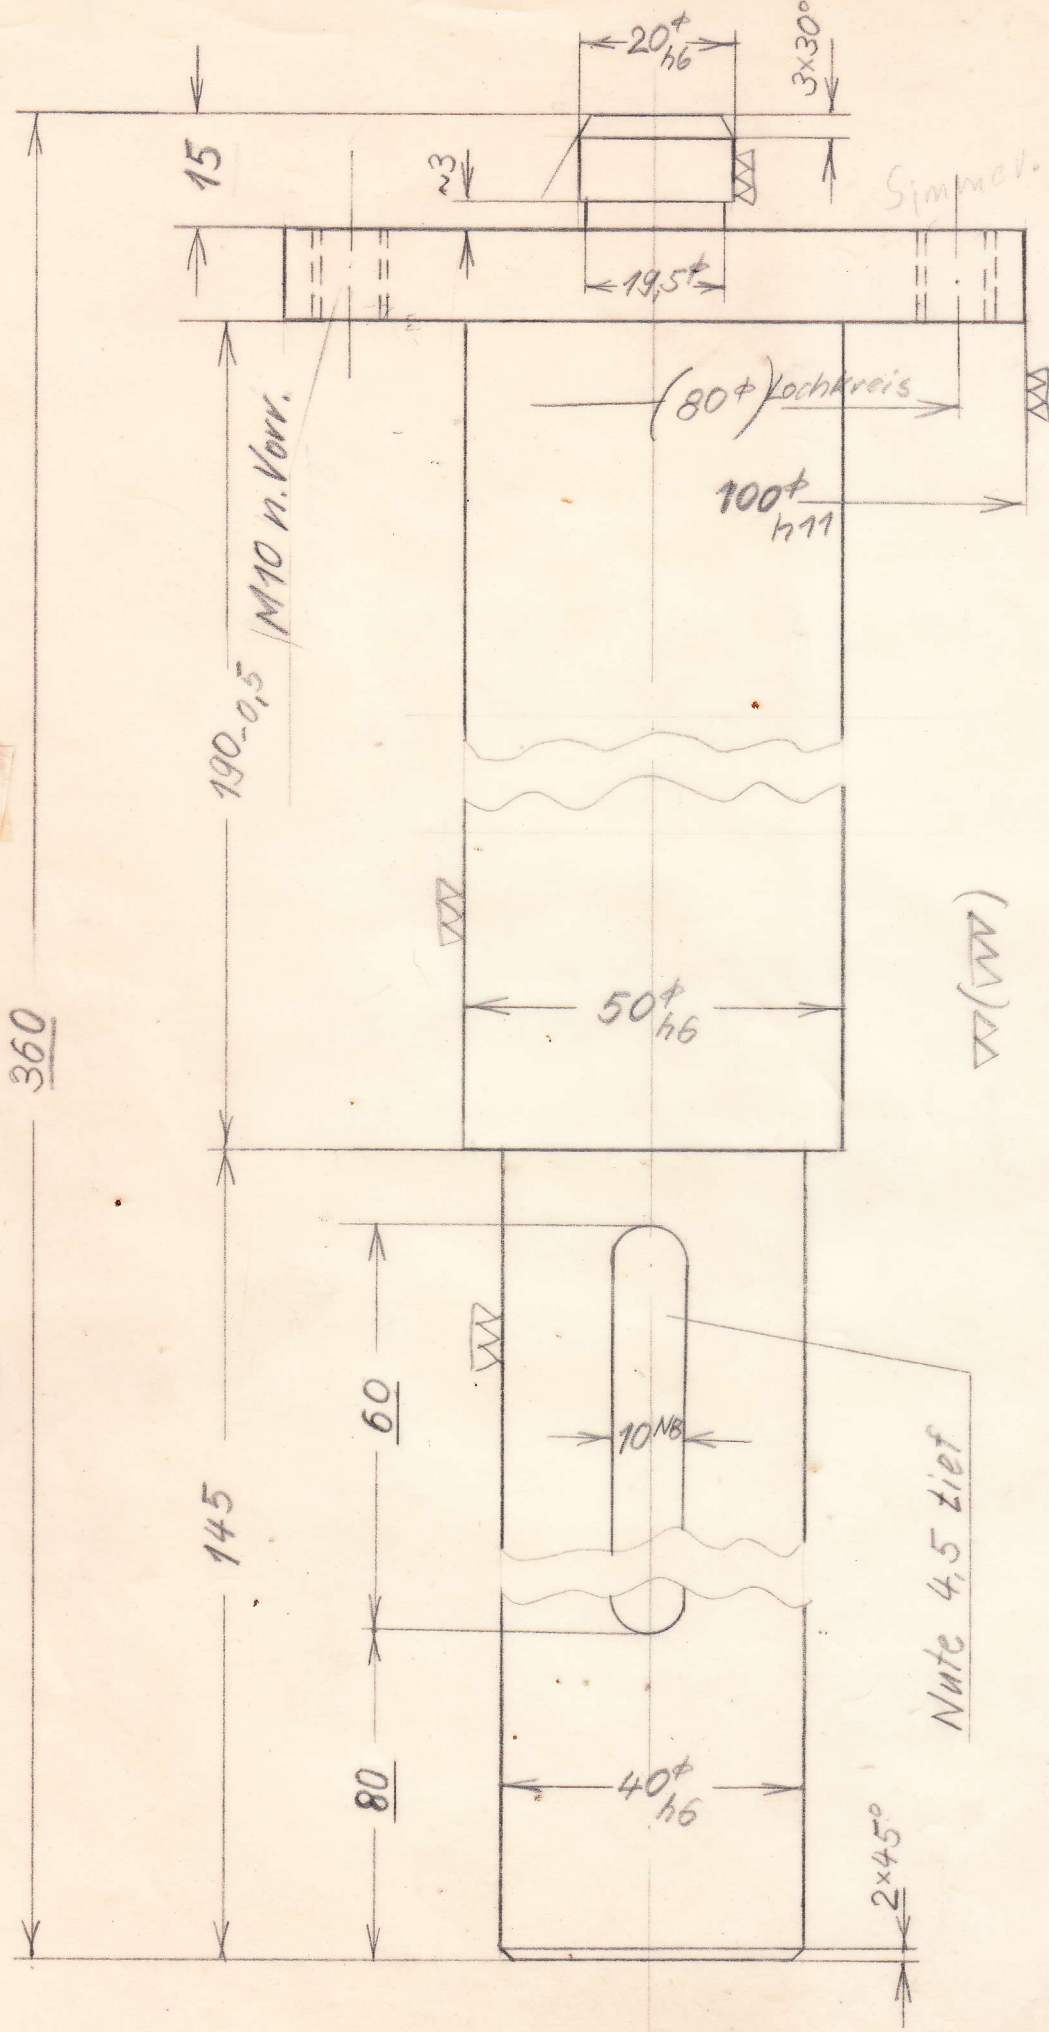 20⌀
h6
3×30°
15
~3
Simmer.
19,5⌀
(80⌀) Lochkreis
100⌀
h11
M10 n. Vorr.
190-0,5
360
50⌀
h6
60
10 N8
145
Nute 4,5 tief
80
40⌀
h6
2×45°